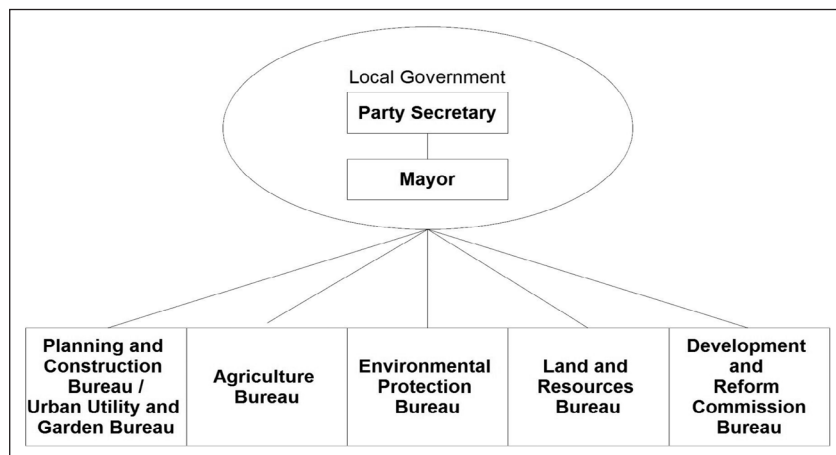 Local Government
Party Secretary
Mayor
Planning and
Construction
Bureau /
Urban Utility and
Garden Bureau
Agriculture
Bureau
Environmental
Protection
Bureau
Land and
Resources
Bureau
Development
and
Reform
Commission
Bureau